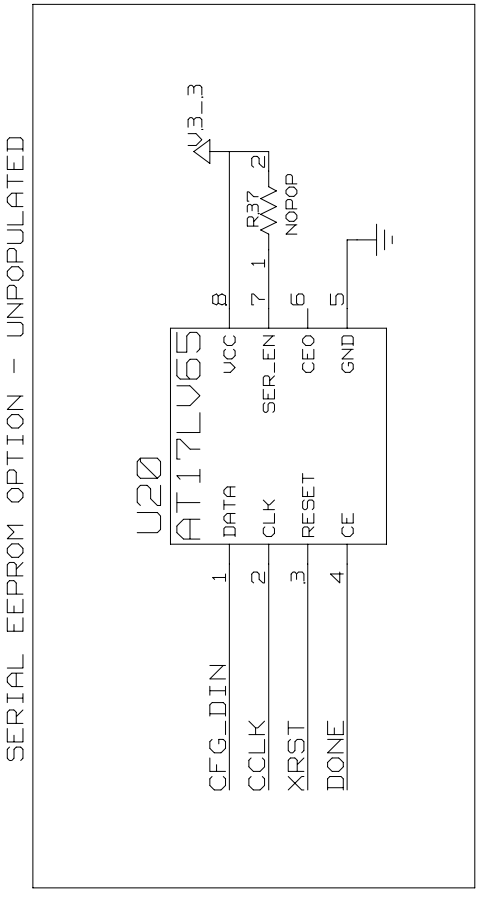 SERIAL EEPROM OPTION - UNPOPULATED
V3_3
U20
AT17LV65
CFG_DIN 1 DATA VCC 8
CCLK 2 CLK SER_EN 7 1 R37 2
NOPOP
XRST 3 RESET CEO 6
DONE 4 CE GND 5